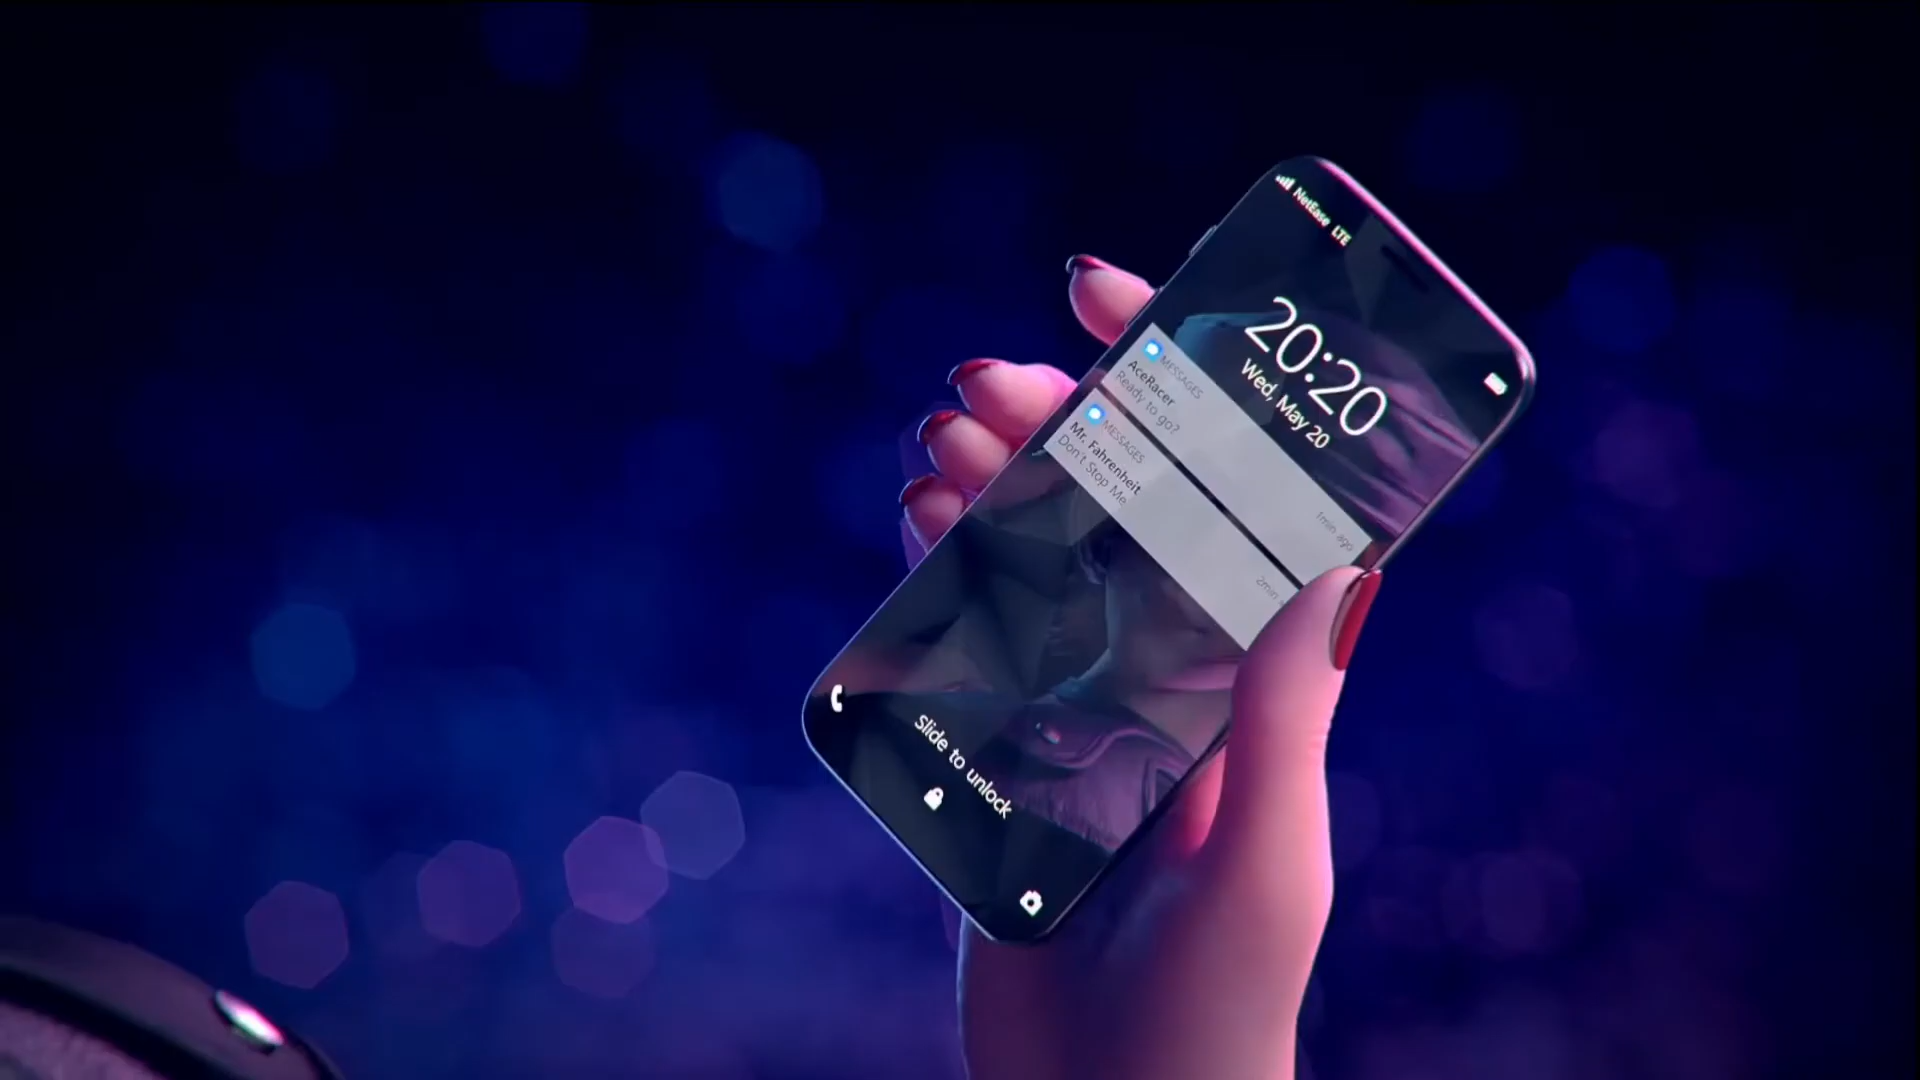 NetEase LTE
20:20
Wed, May 20
MESSAGES
AceRacer
Ready to go?
1min ago
MESSAGES
Mr. Fahrenheit
Don't Stop Me
2min
Slide to unlock